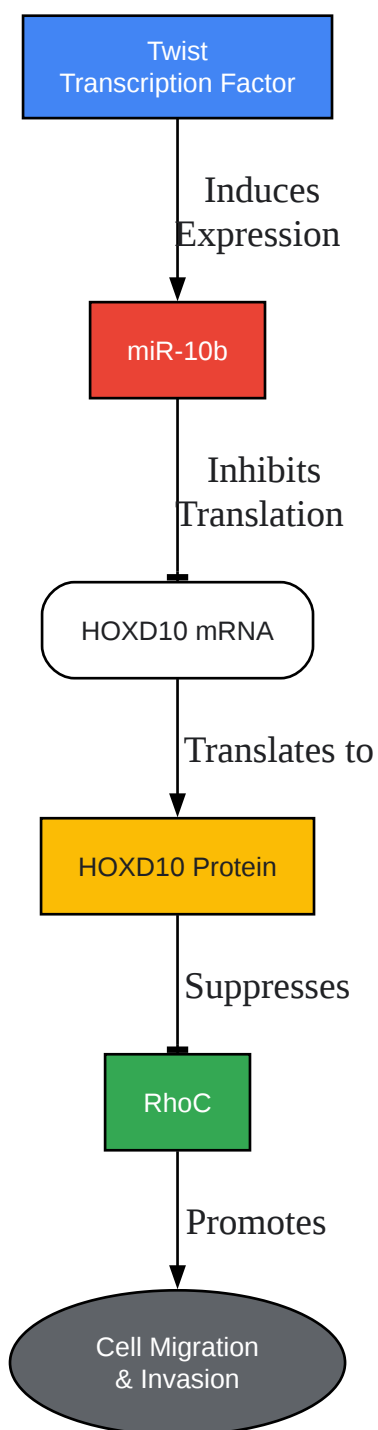 Twist
Transcription Factor
Induces
Expression
miR-10b
Inhibits
Translation
HOXD10 mRNA
Translates to
HOXD10 Protein
Suppresses
RhoC
Promotes
Cell Migration
& Invasion